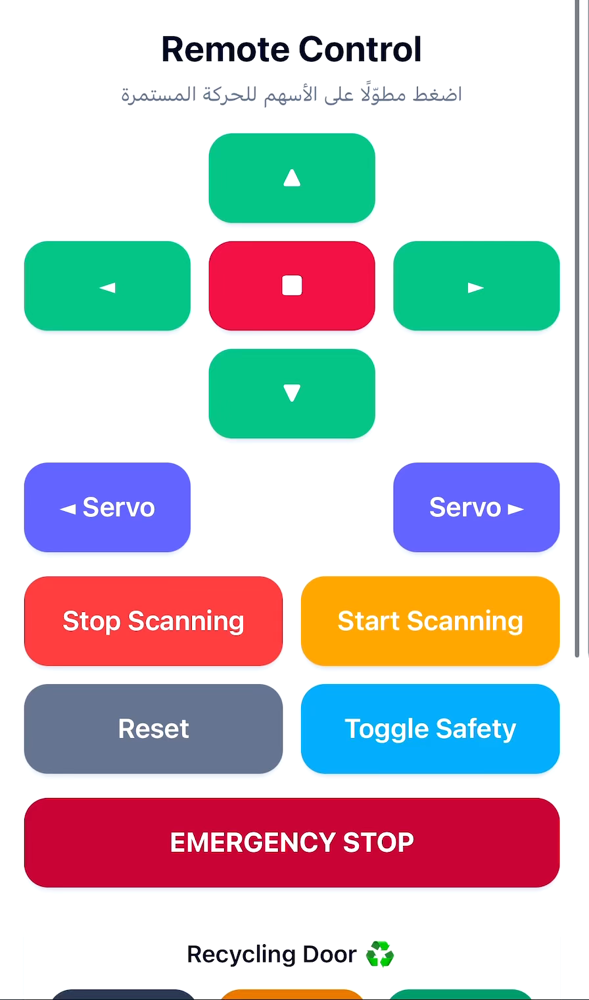 Remote Control
اضغط مطوّلًا على الأسهم للحركة المستمرة
▲
◄ ■ ►
▼
◄ Servo Servo ►
Stop Scanning Start Scanning
Reset Toggle Safety
EMERGENCY STOP
Recycling Door ♻️